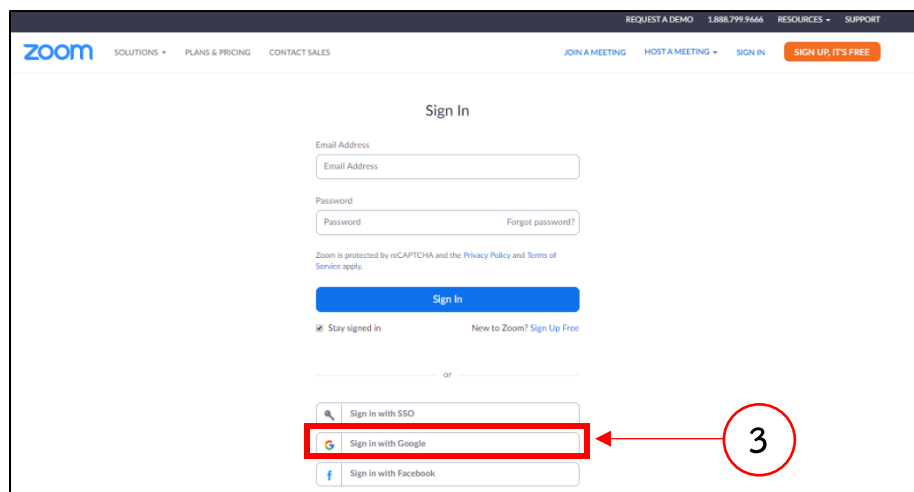 REQUEST A DEMO 1.888.799.9666 RESOURCES SUPPORT
zoom SOLUTIONS PLANS & PRICING CONTACT SALES JOIN A MEETING HOST A MEETING SIGN IN SIGN UP, IT'S FREE
Sign In
Email Address
Email Address
Password
Password Forgot password?
Zoom is protected by reCAPTCHA and the Privacy Policy and Terms of
Service apply.
Sign In
Stay signed in New to Zoom? Sign Up Free
or
Sign in with SSO
Sign in with Google 3
Sign in with Facebook